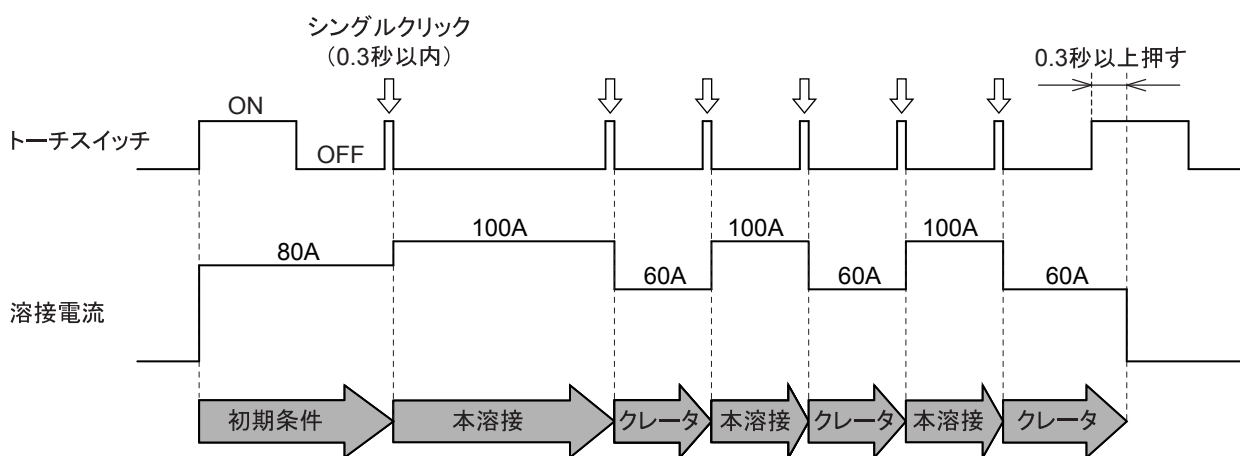 シングルクリック
（0.3秒以内）
0.3秒以上押す
ON
トーチスイッチ
OFF
100A
100A
100A
80A
60A
60A
60A
溶接電流
初期条件
本溶接
クレータ
本溶接
クレータ
本溶接
クレータ